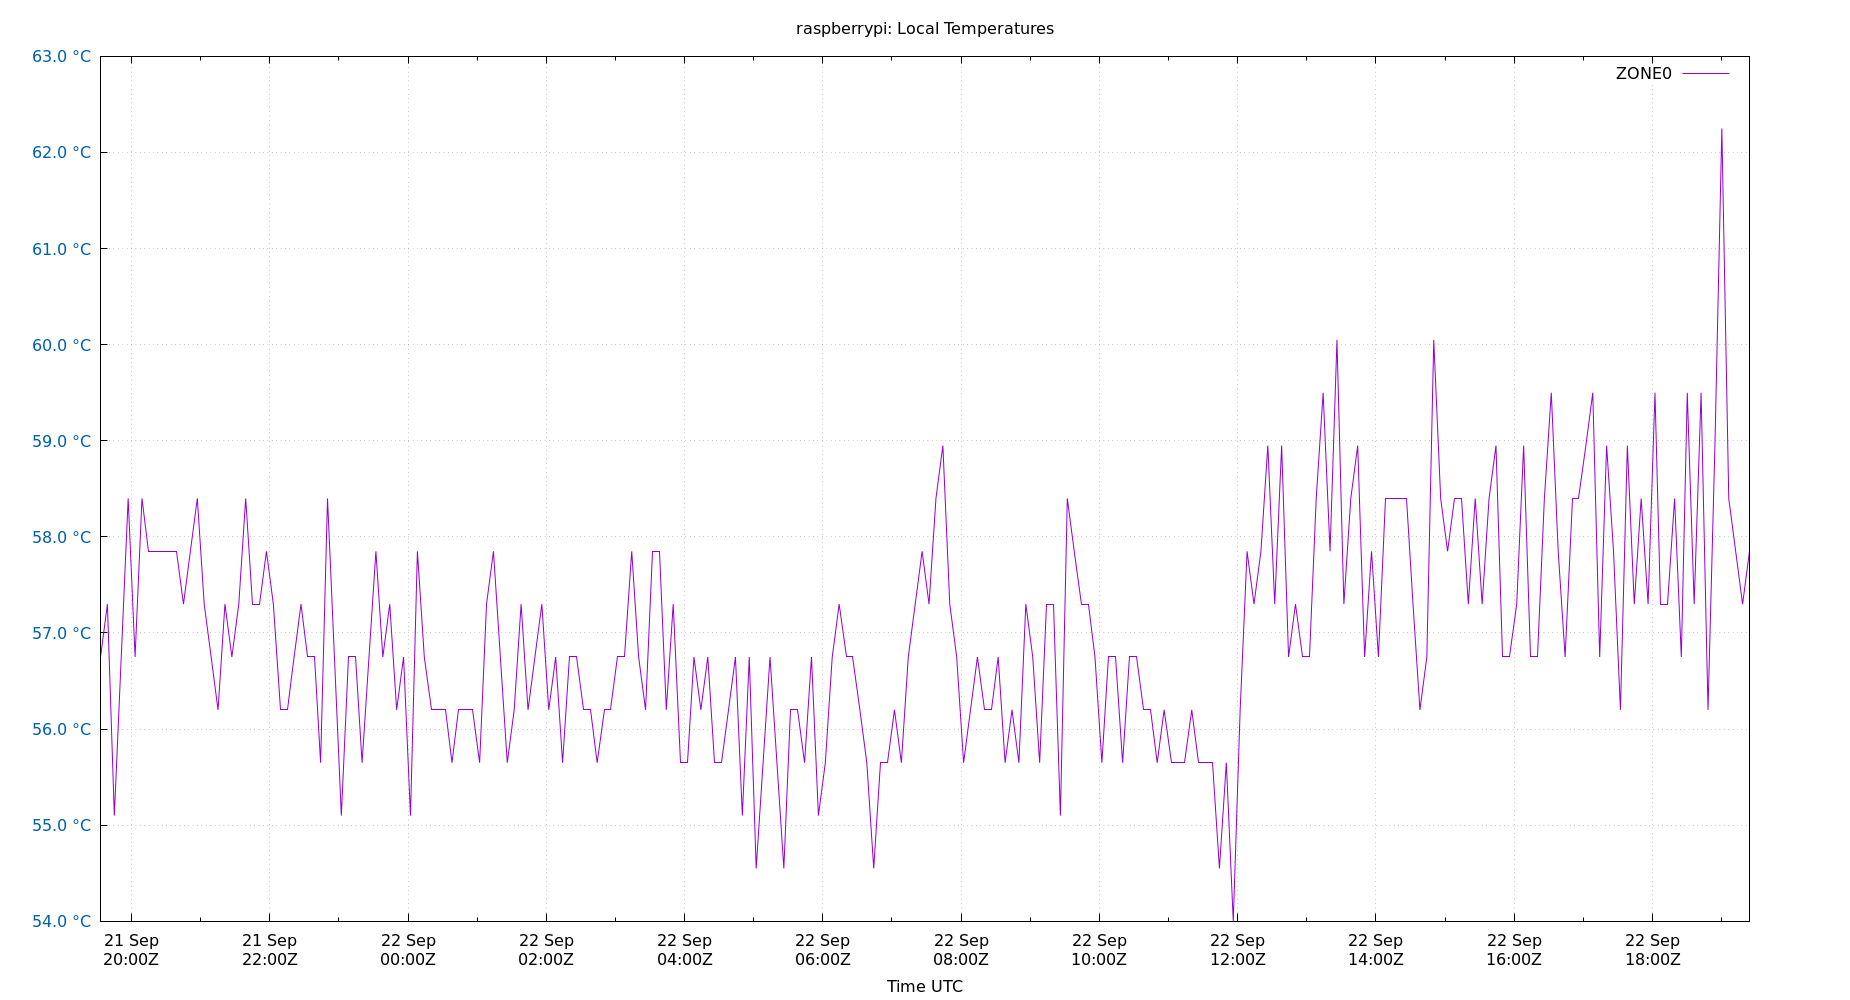 raspberrypi: Local Temperatures
63.0 °C
ZONE0
62.0 °C
61.0 °C
60.0 °C
59.0 °C
58.0 °C
57.0 °C
56.0 °C
55.0 °C
54.0 °C
21 Sep 21 Sep 22 Sep 22 Sep 22 Sep 22 Sep 22 Sep 22 Sep 22 Sep 22 Sep 22 Sep 22 Sep
20:00Z 22:00Z 00:00Z 02:00Z 04:00Z 06:00Z 08:00Z 10:00Z 12:00Z 14:00Z 16:00Z 18:00Z
Time UTC